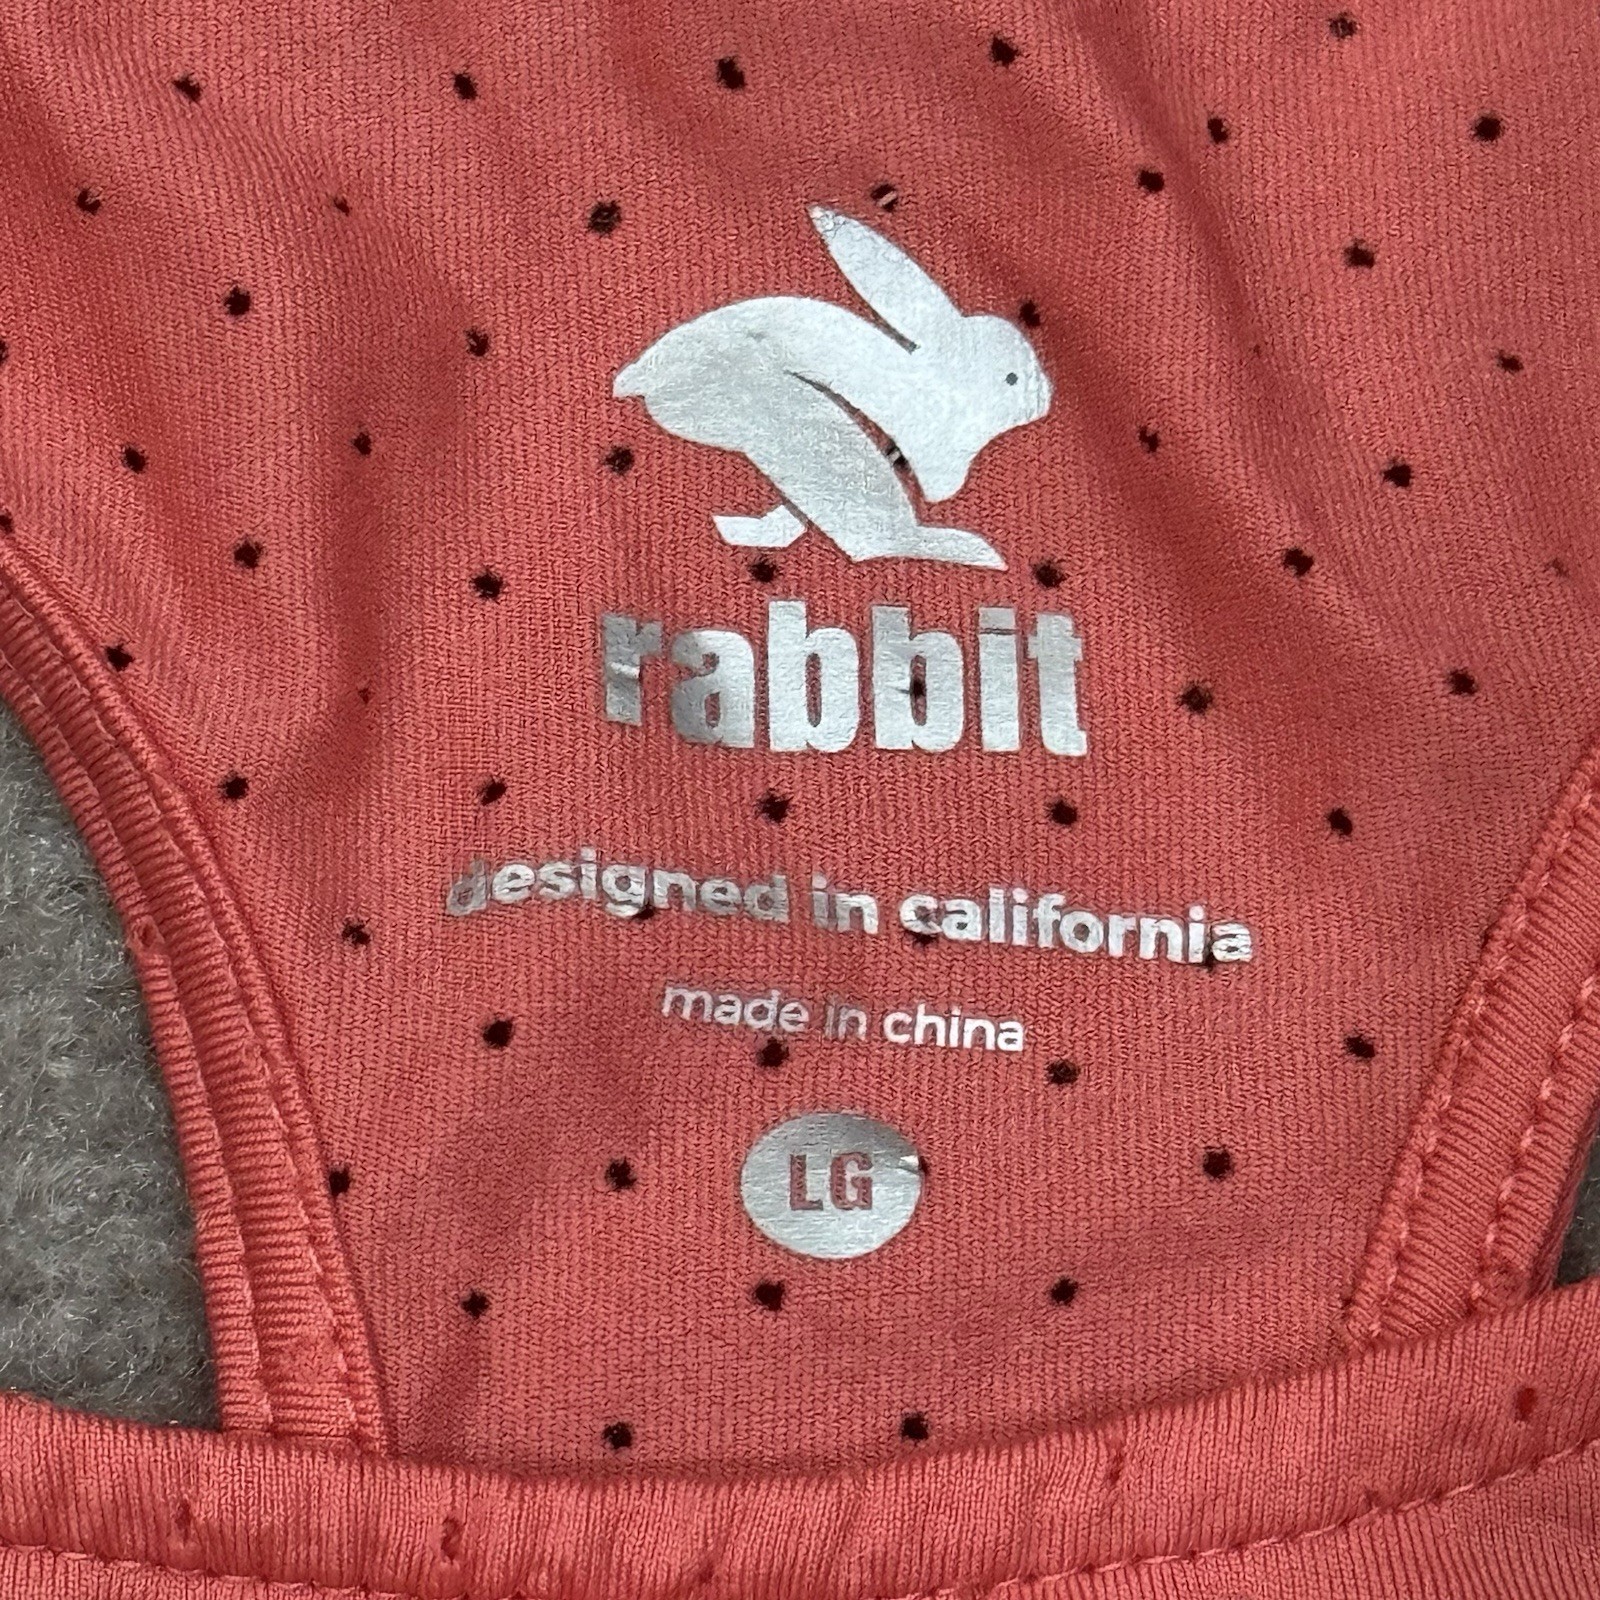 rabbit
designed in california
made in china
LG